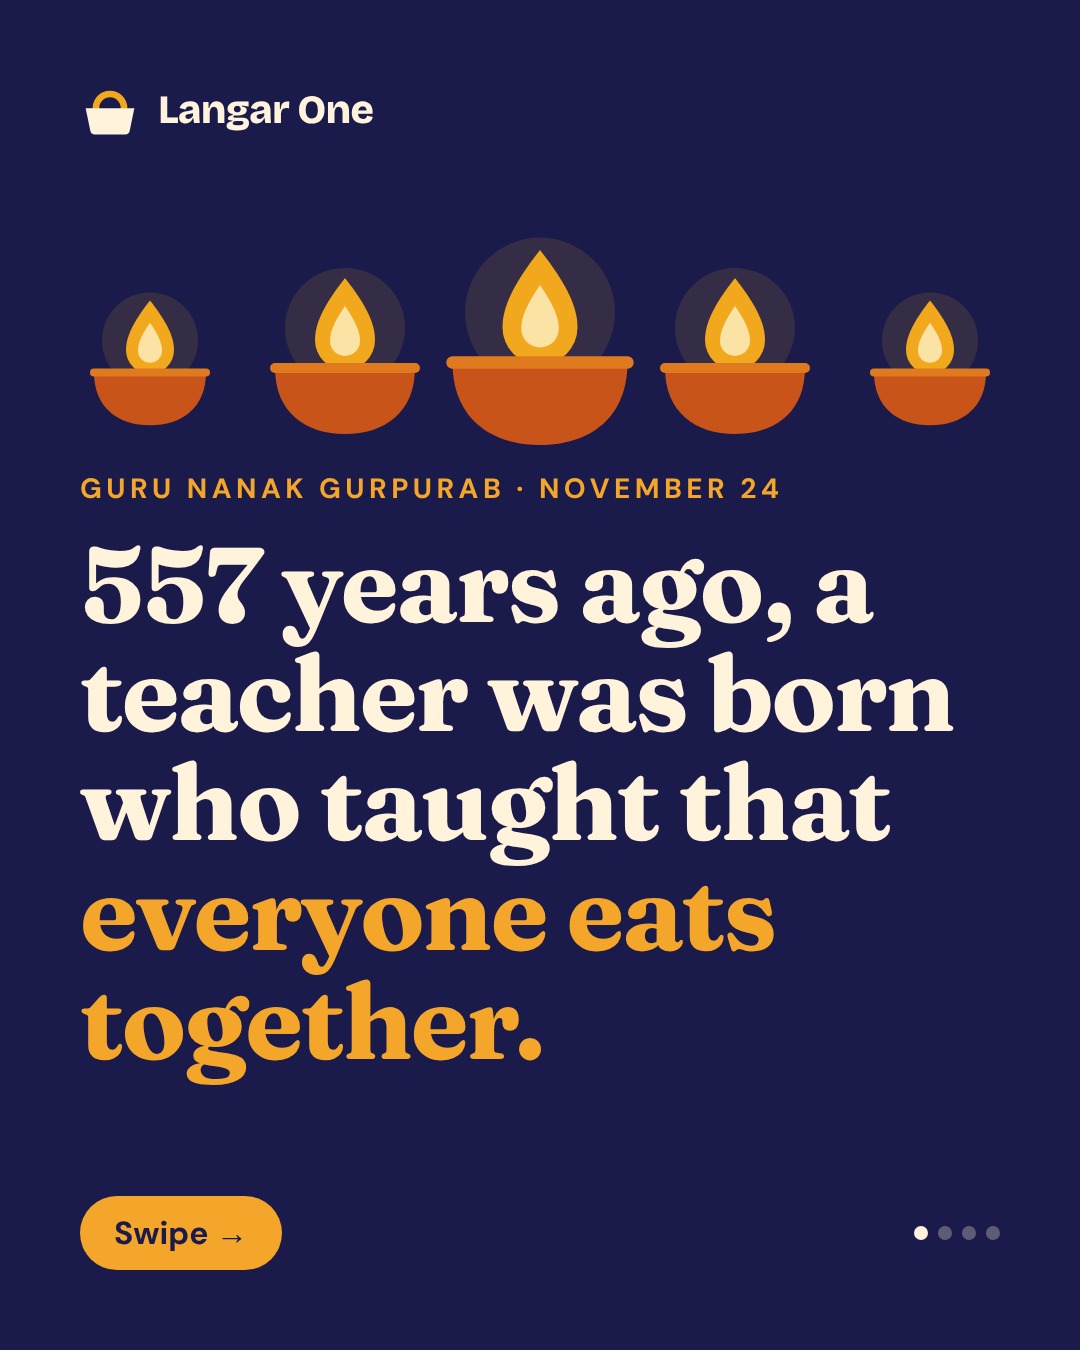 Langar One
GURU NANAK GURPURAB · NOVEMBER 24
557 years ago, a
teacher was born
who taught that
everyone eats
together.
Swipe →